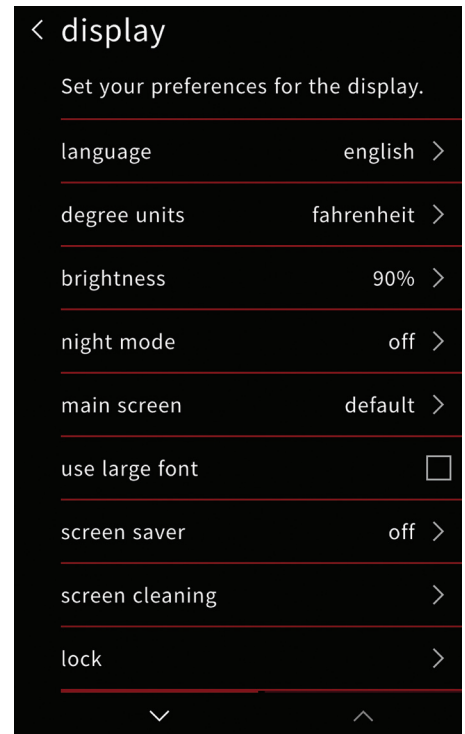 display
Set your preferences for the display.
language english
degree units fahrenheit
brightness 90%
night mode off
main screen default
use large font
screen saver off
screen cleaning
lock